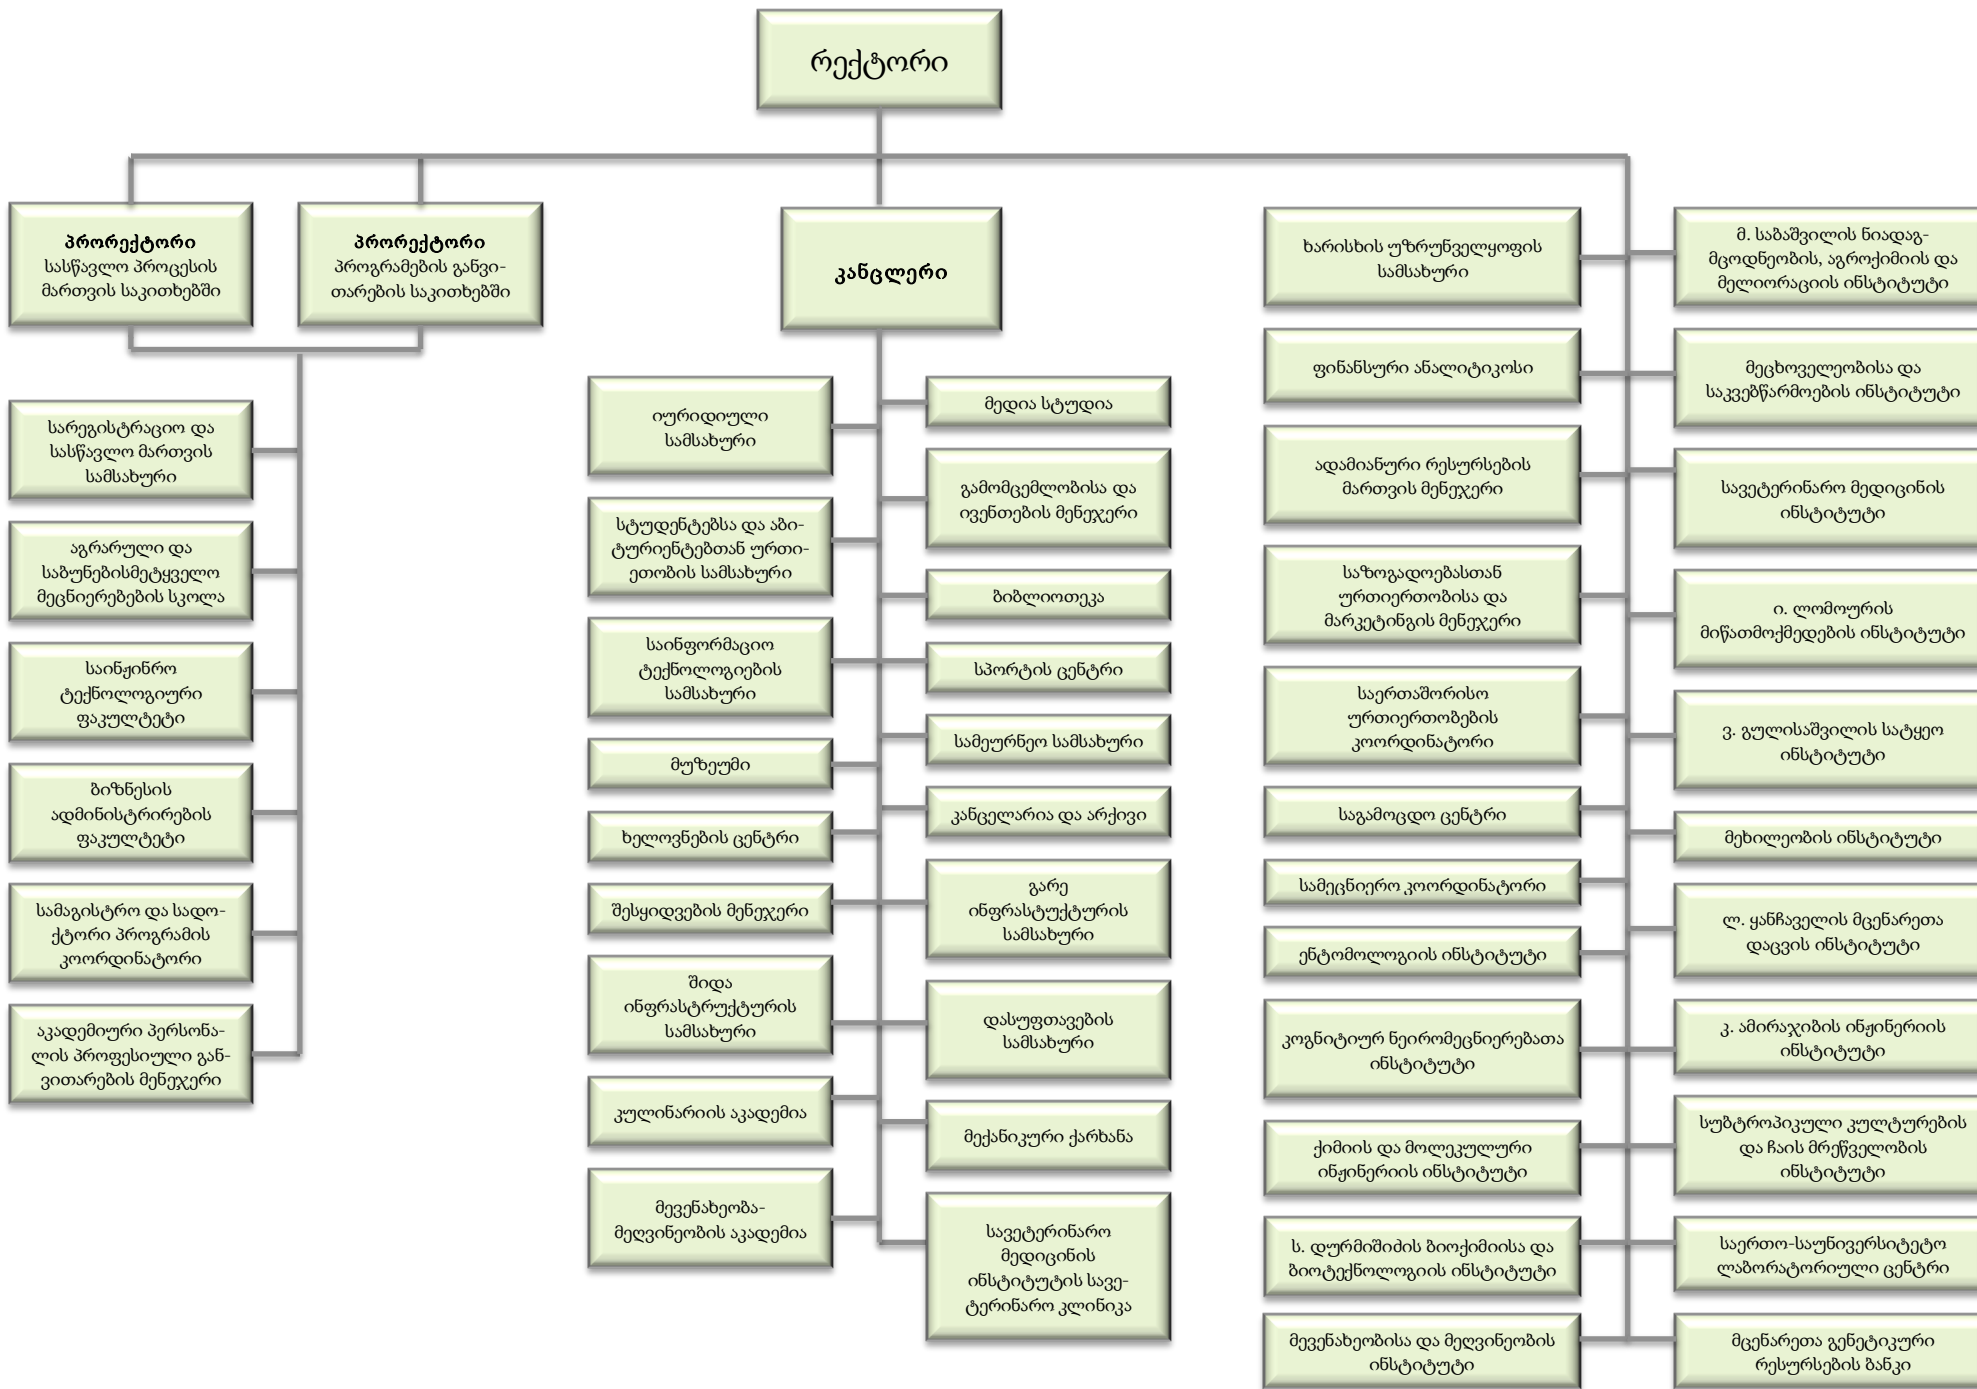 რექტორი
პრორექტორი
სასწავლო პროცესის
მართვის საკითხებში
პრორექტორი
პროგრამების განვი-
თარების საკითხებში
სარეგისტრაციო და
სასწავლო მართვის
სამსახური
აგრარული და
საბუნებისმეტყველო
მეცნიერებების სკოლა
საინჟინრო
ტექნოლოგიური
ფაკულტეტი
ბიზნესის
ადმინისტრირების
ფაკულტეტი
სამაგისტრო და სადო-
ქტორი პროგრამის
კოორდინატორი
აკადემიური პერსონა-
ლის პროფესიული გან-
ვითარების მენეჯერი
კანცლერი
იურიდიული
სამსახური
სტუდენტებსა და აბი-
ტურიენტებთან ურთი-
ეთობის სამსახური
საინფორმაციო
ტექნოლოგიების
სამსახური
მუზეუმი
ხელოვნების ცენტრი
შესყიდვების მენეჯერი
შიდა
ინფრასტრუქტურის
სამსახური
კულინარიის აკადემია
მევენახეობა-
მეღვინეობის აკადემია
მედია სტუდია
გამომცემლობისა და
ივენთების მენეჯერი
ბიბლიოთეკა
სპორტის ცენტრი
სამეურნეო სამსახური
კანცელარია და არქივი
გარე
ინფრასტუქტურის
სამსახური
დასუფთავების
სამსახური
მექანიკური ქარხანა
სავეტერინარო
მედიცინის
ინსტიტუტის სავე-
ტერინარო კლინიკა
ხარისხის უზრუნველყოფის
სამსახური
ფინანსური ანალიტიკოსი
ადამიანური რესურსების
მართვის მენეჯერი
საზოგადოებასთან
ურთიერთობისა და
მარკეტინგის მენეჯერი
საერთაშორისო
ურთიერთობების
კოორდინატორი
საგამოცდო ცენტრი
სამეცნიერო კოორდინატორი
ენტომოლოგიის ინსტიტუტი
კოგნიტიურ ნეირომეცნიერებათა
ინსტიტუტი
ქიმიის და მოლეკულური
ინჟინერიის ინსტიტუტი
ს. დურმიშიძის ბიოქიმიისა და
ბიოტექნოლოგიის ინსტიტუტი
მევენახეობისა და მეღვინეობის
ინსტიტუტი
მ. საბაშვილის ნიადაგ-
მცოდნეობის, აგროქიმიის და
მელიორაციის ინსტიტუტი
მეცხოველეობისა და
საკვებწარმოების ინსტიტუტი
სავეტერინარო მედიცინის
ინსტიტუტი
ი. ლომოურის
მიწათმოქმედების ინსტიტუტი
ვ. გულისაშვილის სატყეო
ინსტიტუტი
მეხილეობის ინსტიტუტი
ლ. ყანჩაველის მცენარეთა
დაცვის ინსტიტუტი
კ. ამირაჯიბის ინჟინერიის
ინსტიტუტი
სუბტროპიკული კულტურების
და ჩაის მრეწველობის
ინსტიტუტი
საერთო-საუნივერსიტეტო
ლაბორატორიული ცენტრი
მცენარეთა გენეტიკური
რესურსების ბანკი